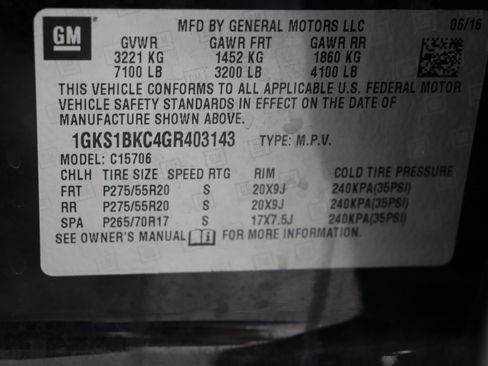 GM
MFD BY GENERAL MOTORS LLC 06/16
GVWR GAWR FRT GAWR RR
3221 KG 1452 KG 1860 KG
7100 LB 3200 LB 4100 LB
THIS VEHICLE CONFORMS TO ALL APPLICABLE U.S. FEDERAL MOTOR
VEHICLE SAFETY STANDARDS IN EFFECT ON THE DATE OF
MANUFACTURE SHOWN ABOVE.
1GKS1BKC4GR403143 TYPE: M.P.V.
MODEL: C15706
CHLH TIRE SIZE SPEED RTG RIM COLD TIRE PRESSURE
FRT P275/55R20 S 20X9J 240KPA(35PSI)
RR P275/55R20 S 20X9J 240KPA(35PSI)
SPA P265/70R17 S 17X7.5J 240KPA(35PSI)
SEE OWNER'S MANUAL FOR MORE INFORMATION.